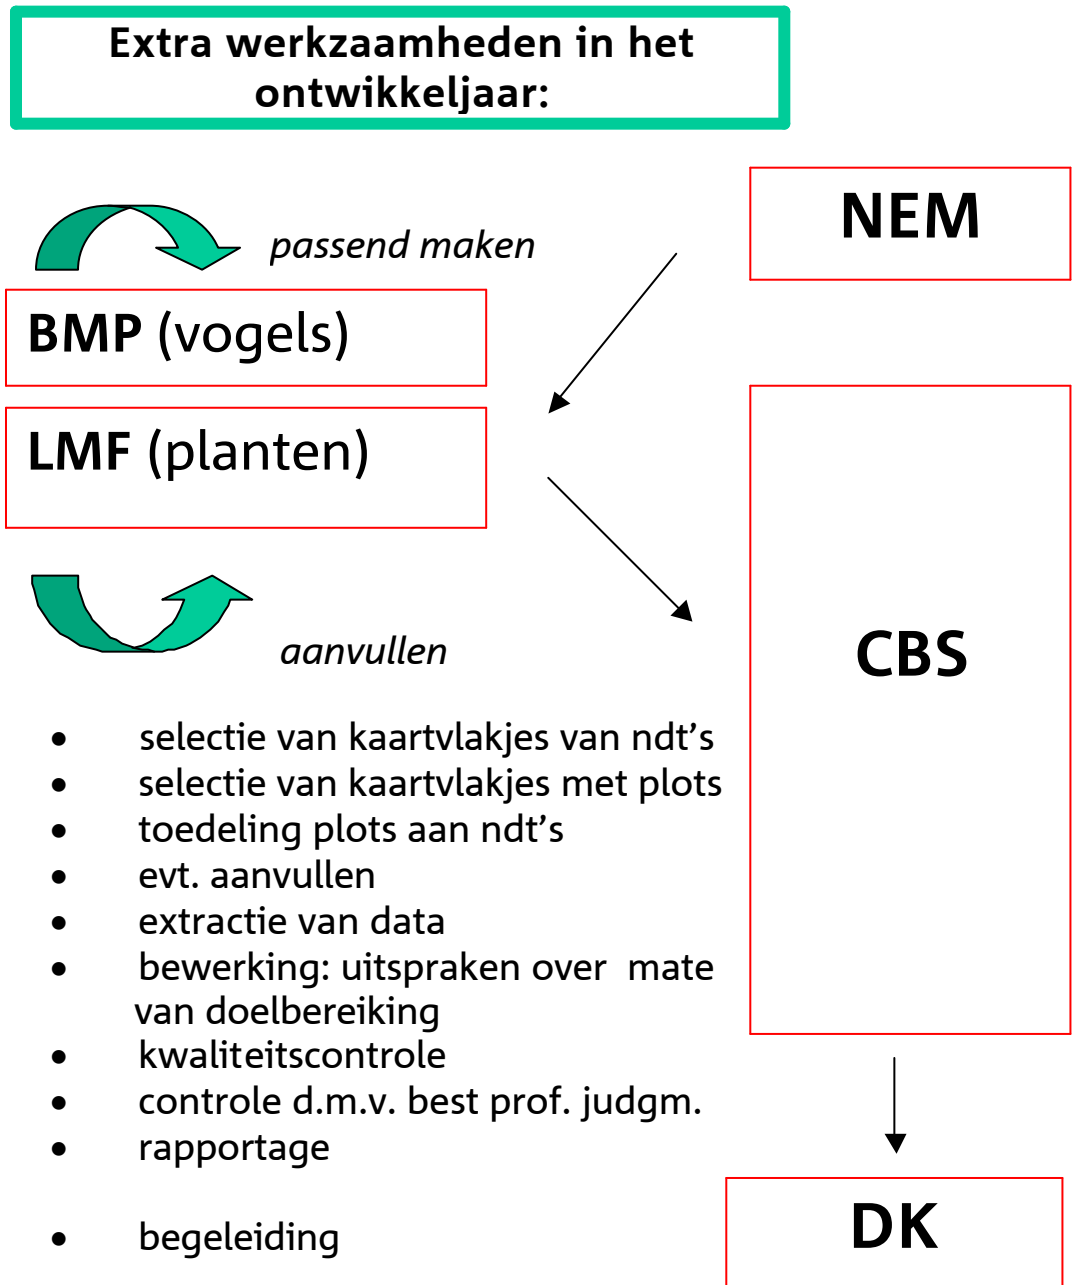 Extra werkzaamheden in het
ontwikkeljaar:
NEM
passend maken
BMP (vogels)
LMF (planten)
CBS
aanvullen
• selectie van kaartvlakjes van ndt’s
• selectie van kaartvlakjes met plots
• toedeling plots aan ndt’s
• evt. aanvullen
• extractie van data
• bewerking: uitspraken over mate
van doelbereiking
• kwaliteitscontrole
• controle d.m.v. best prof. judgm.
• rapportage
• begeleiding
DK